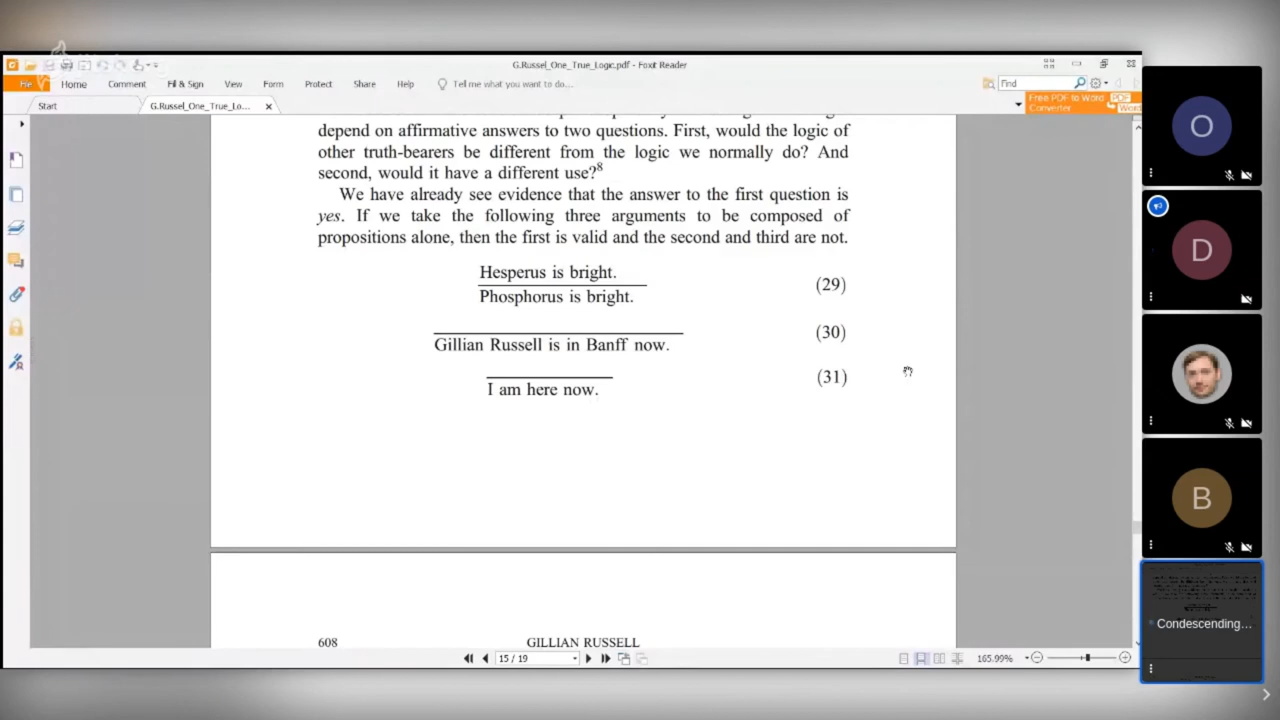 G.Russel_One_True_Logic.pdf - Foxit Reader
File Home Comment Fill & Sign View Form Protect Share Help Tell me what you want to do... Find
Start G.Russel_One_True_Lo... Free PDF to Word Converter PDF Word
depend on affirmative answers to two questions. First, would the logic of
other truth-bearers be different from the logic we normally do? And
second, would it have a different use?8
We have already see evidence that the answer to the first question is
yes. If we take the following three arguments to be composed of
propositions alone, then the first is valid and the second and third are not.
Hesperus is bright.
Phosphorus is bright. (29)
Gillian Russell is in Banff now. (30)
I am here now. (31)
608 GILLIAN RUSSELL
15 / 19 165.99%
O
D
B
Condescending...